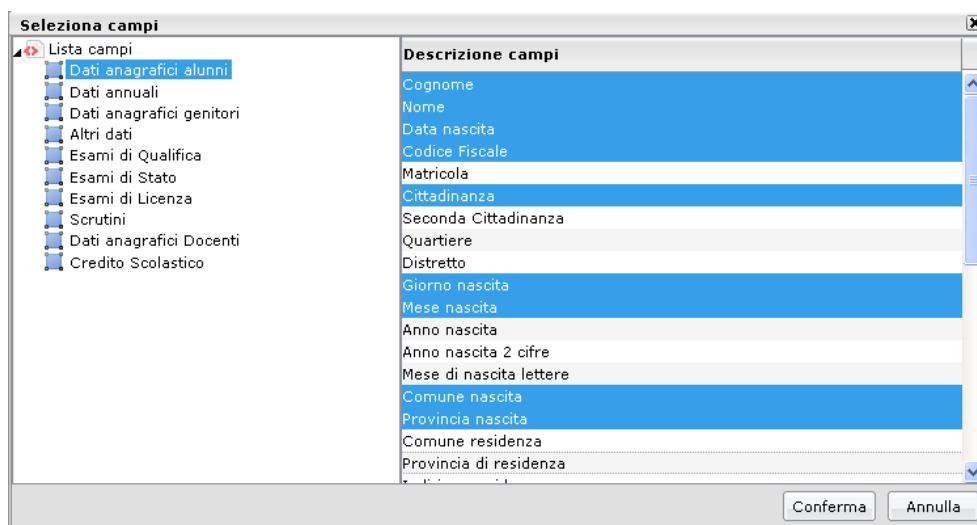 Seleziona campi
Lista campi
Dati anagrafici alunni
Dati annuali
Dati anagrafici genitori
Altri dati
Esami di Qualifica
Esami di Stato
Esami di Licenza
Scrutini
Dati anagrafici Docenti
Credito Scolastico
Descrizione campi
Cognome
Nome
Data nascita
Codice Fiscale
Matricola
Cittadinanza
Seconda Cittadinanza
Quartiere
Distretto
Giorno nascita
Mese nascita
Anno nascita
Anno nascita 2 cifre
Mese di nascita lettere
Comune nascita
Provincia nascita
Comune residenza
Provincia di residenza
Conferma
Annulla